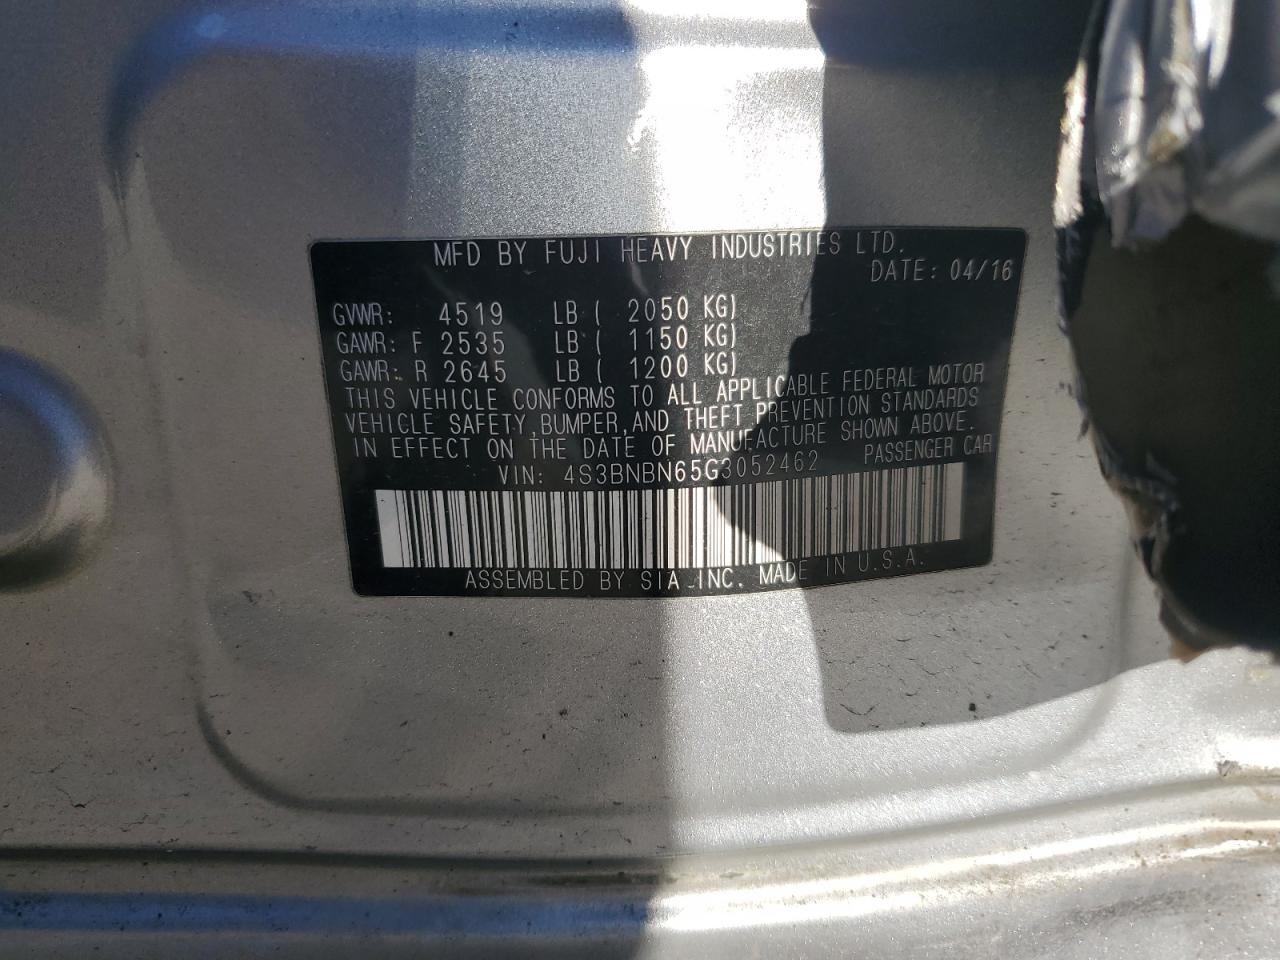 MFD BY FUJI HEAVY INDUSTRIES LTD.
DATE: 04/16
GVWR: 4519 LB ( 2050 KG)
GAWR: F 2535 LB ( 1150 KG)
GAWR: R 2645 LB ( 1200 KG)
THIS VEHICLE CONFORMS TO ALL APPLICABLE FEDERAL MOTOR
VEHICLE SAFETY, BUMPER, AND THEFT PREVENTION STANDARDS
IN EFFECT ON THE DATE OF MANUFACTURE SHOWN ABOVE.
VIN: 4S3BNBN65G3052462 PASSENGER CAR
ASSEMBLED BY SIA INC. MADE IN U.S.A.